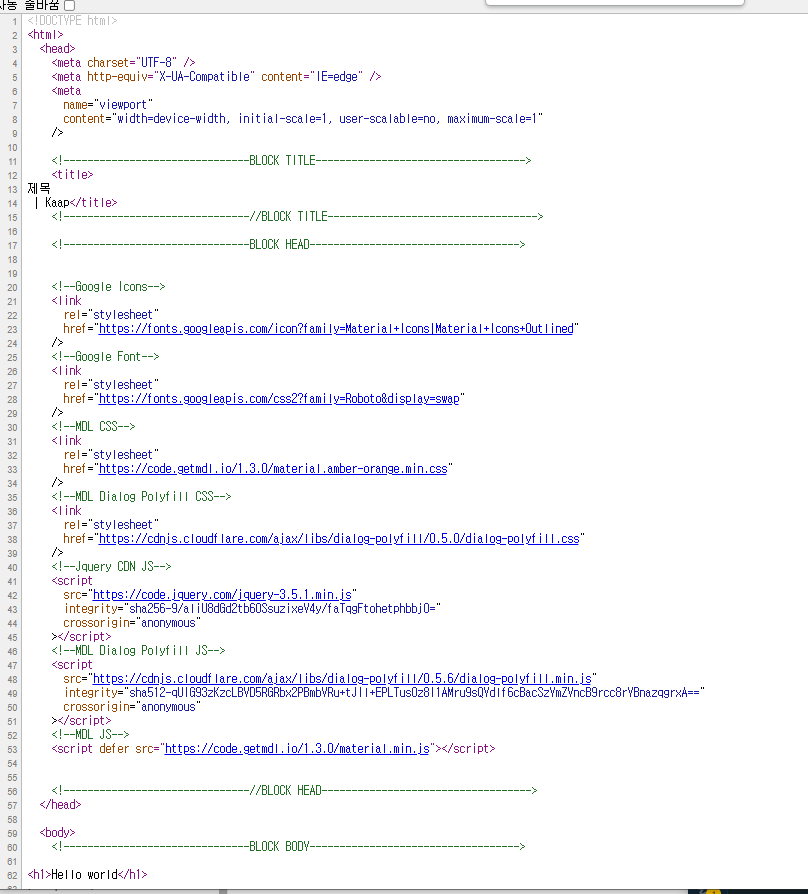 자동 줄바꿈
1 <!DOCTYPE html>
2 <html>
3 <head>
4 <meta charset="UTF-8" />
5 <meta http-equiv="X-UA-Compatible" content="IE=edge" />
6 <meta
7 name="viewport"
8 content="width=device-width, initial-scale=1, user-scalable=no, maximum-scale=1"
9 />
10
11 <!-------------------------------BLOCK TITLE----------------------------------->
12 <title>
13 제목
14 | Kaap</title>
15 <!-------------------------------//BLOCK TITLE----------------------------------->
16
17 <!-------------------------------BLOCK HEAD----------------------------------->
18
19
20 <!--Google Icons-->
21 <link
22 rel="stylesheet"
23 href="https://fonts.googleapis.com/icon?family=Material+Icons|Material+Icons+Outlined"
24 />
25 <!--Google Font-->
26 <link
27 rel="stylesheet"
28 href="https://fonts.googleapis.com/css2?family=Roboto&display=swap"
29 />
30 <!--MDL CSS-->
31 <link
32 rel="stylesheet"
33 href="https://code.getmdl.io/1.3.0/material.amber-orange.min.css"
34 />
35 <!--MDL Dialog Polyfill CSS-->
36 <link
37 rel="stylesheet"
38 href="https://cdnjs.cloudflare.com/ajax/libs/dialog-polyfill/0.5.0/dialog-polyfill.css"
39 />
40 <!--Jquery CDN JS-->
41 <script
42 src="https://code.jquery.com/jquery-3.5.1.min.js"
43 integrity="sha256-9/aliU8dGd2tb6OSsuzixeV4y/faTqgFtohetphbbj0="
44 crossorigin="anonymous"
45 ></script>
46 <!--MDL Dialog Polyfill JS-->
47 <script
48 src="https://cdnjs.cloudflare.com/ajax/libs/dialog-polyfill/0.5.6/dialog-polyfill.min.js"
49 integrity="sha512-qUIG93zKzcLBVD5RGRbx2PBmbVRu+tJIl+EPLTusOz8I1AMru9sQYdlf6cBacSzYmZVncB9rcc8rYBnazqgrxA=="
50 crossorigin="anonymous"
51 ></script>
52 <!--MDL JS-->
53 <script defer src="https://code.getmdl.io/1.3.0/material.min.js"></script>
54
55
56 <!-------------------------------//BLOCK HEAD----------------------------------->
57 </head>
58
59 <body>
60 <!-------------------------------BLOCK BODY----------------------------------->
61
62 <h1>Hello world</h1>